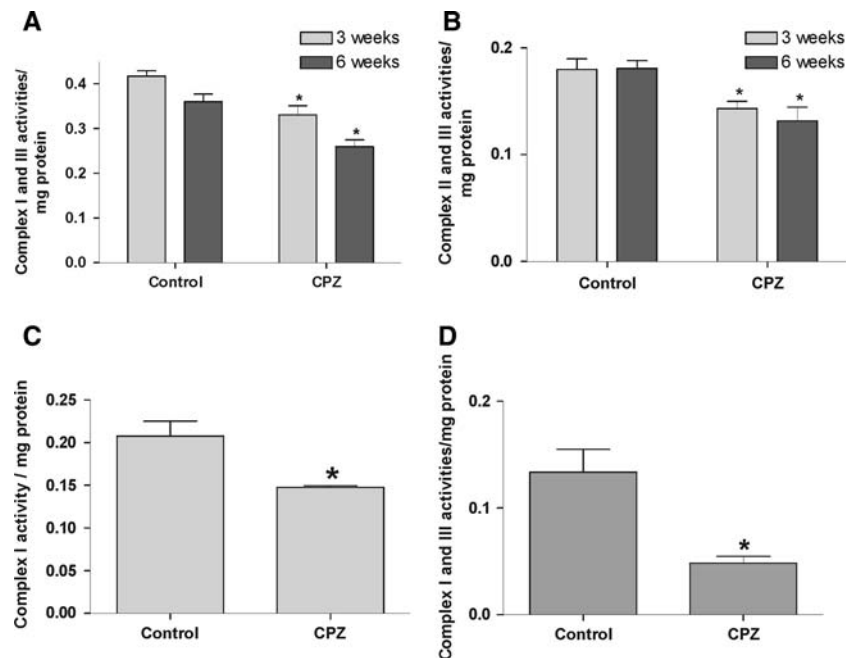 A
3 weeks
6 weeks
Complex I and III activities/
mg protein
0.4
0.3
0.2
0.1
0.0
*
*
Control
CPZ
B
3 weeks
6 weeks
Complex II and III activities/
mg protein
0.2
0.1
0.0
*
*
Control
CPZ
C
Complex I activity / mg protein
0.25
0.20
0.15
0.10
0.05
0.00
*
Control
CPZ
D
Complex I and III activities/mg protein
0.2
0.1
0.0
*
Control
CPZ